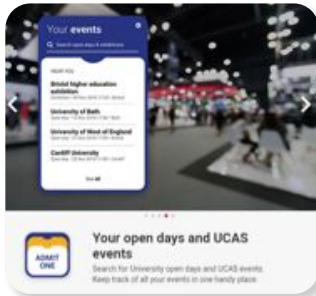 Your events
Search open days & exhibitions
NEAR YOU
Bristol higher education
exhibition
University of Bath
University of West of England
Cardiff University
See all
ADMIT
ONE
Your open days and UCAS
events
Search for University open days and UCAS events.
Keep track of all your events in one handy place.